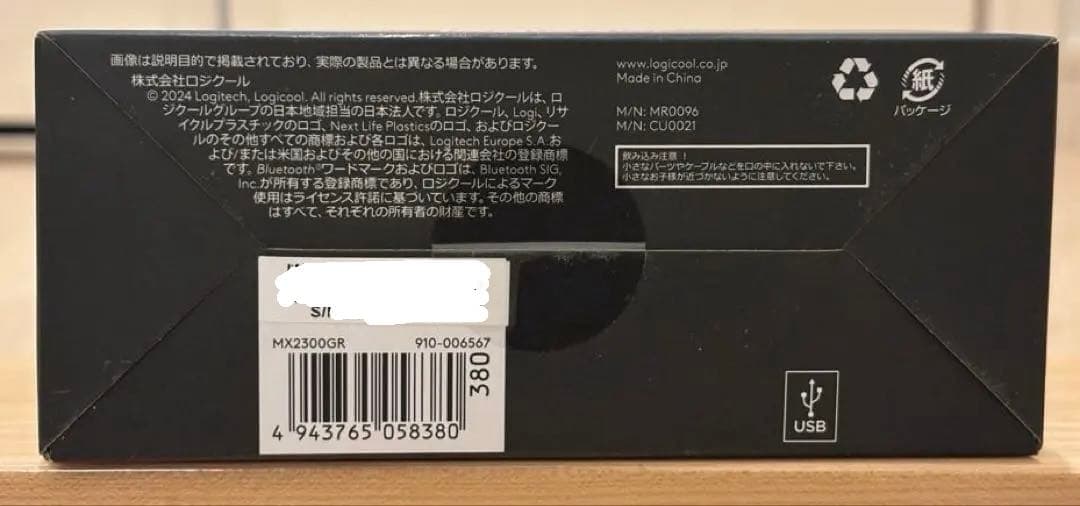 画像は説明目的で掲載されており、実際の製品とは異なる場合があります。
株式会社ロジクール
© 2024 Logitech, Logicool. All rights reserved.株式会社ロジクールは、ロ
ジクールグループの日本地域担当の日本法人です。ロジクール、Logi、リサ
イクルプラスチックのロゴ、Next Life Plasticsのロゴ、およびロジクー
ルのその他すべての商標および各ロゴは、Logitech Europe S.A.お
よび/または米国およびその他の国における関連会社の登録商標
です。Bluetooth®ワードマークおよびロゴは、Bluetooth SIG,
Inc.が所有する登録商標であり、ロジクールによるマーク
使用はライセンス許諾に基づいています。その他の商標
はすべて、それぞれの所有者の財産です。
www.logicool.co.jp
Made in China
M/N: MR0096
M/N: CU0021
飲み込み注意！
小さなパーツやケーブルなどを口の中に入れないで下さい。
小さなお子様が近づかないように注意してください。
紙
パッケージ
S/
MX2300GR 910-006567
380
4 943765 058380
USB